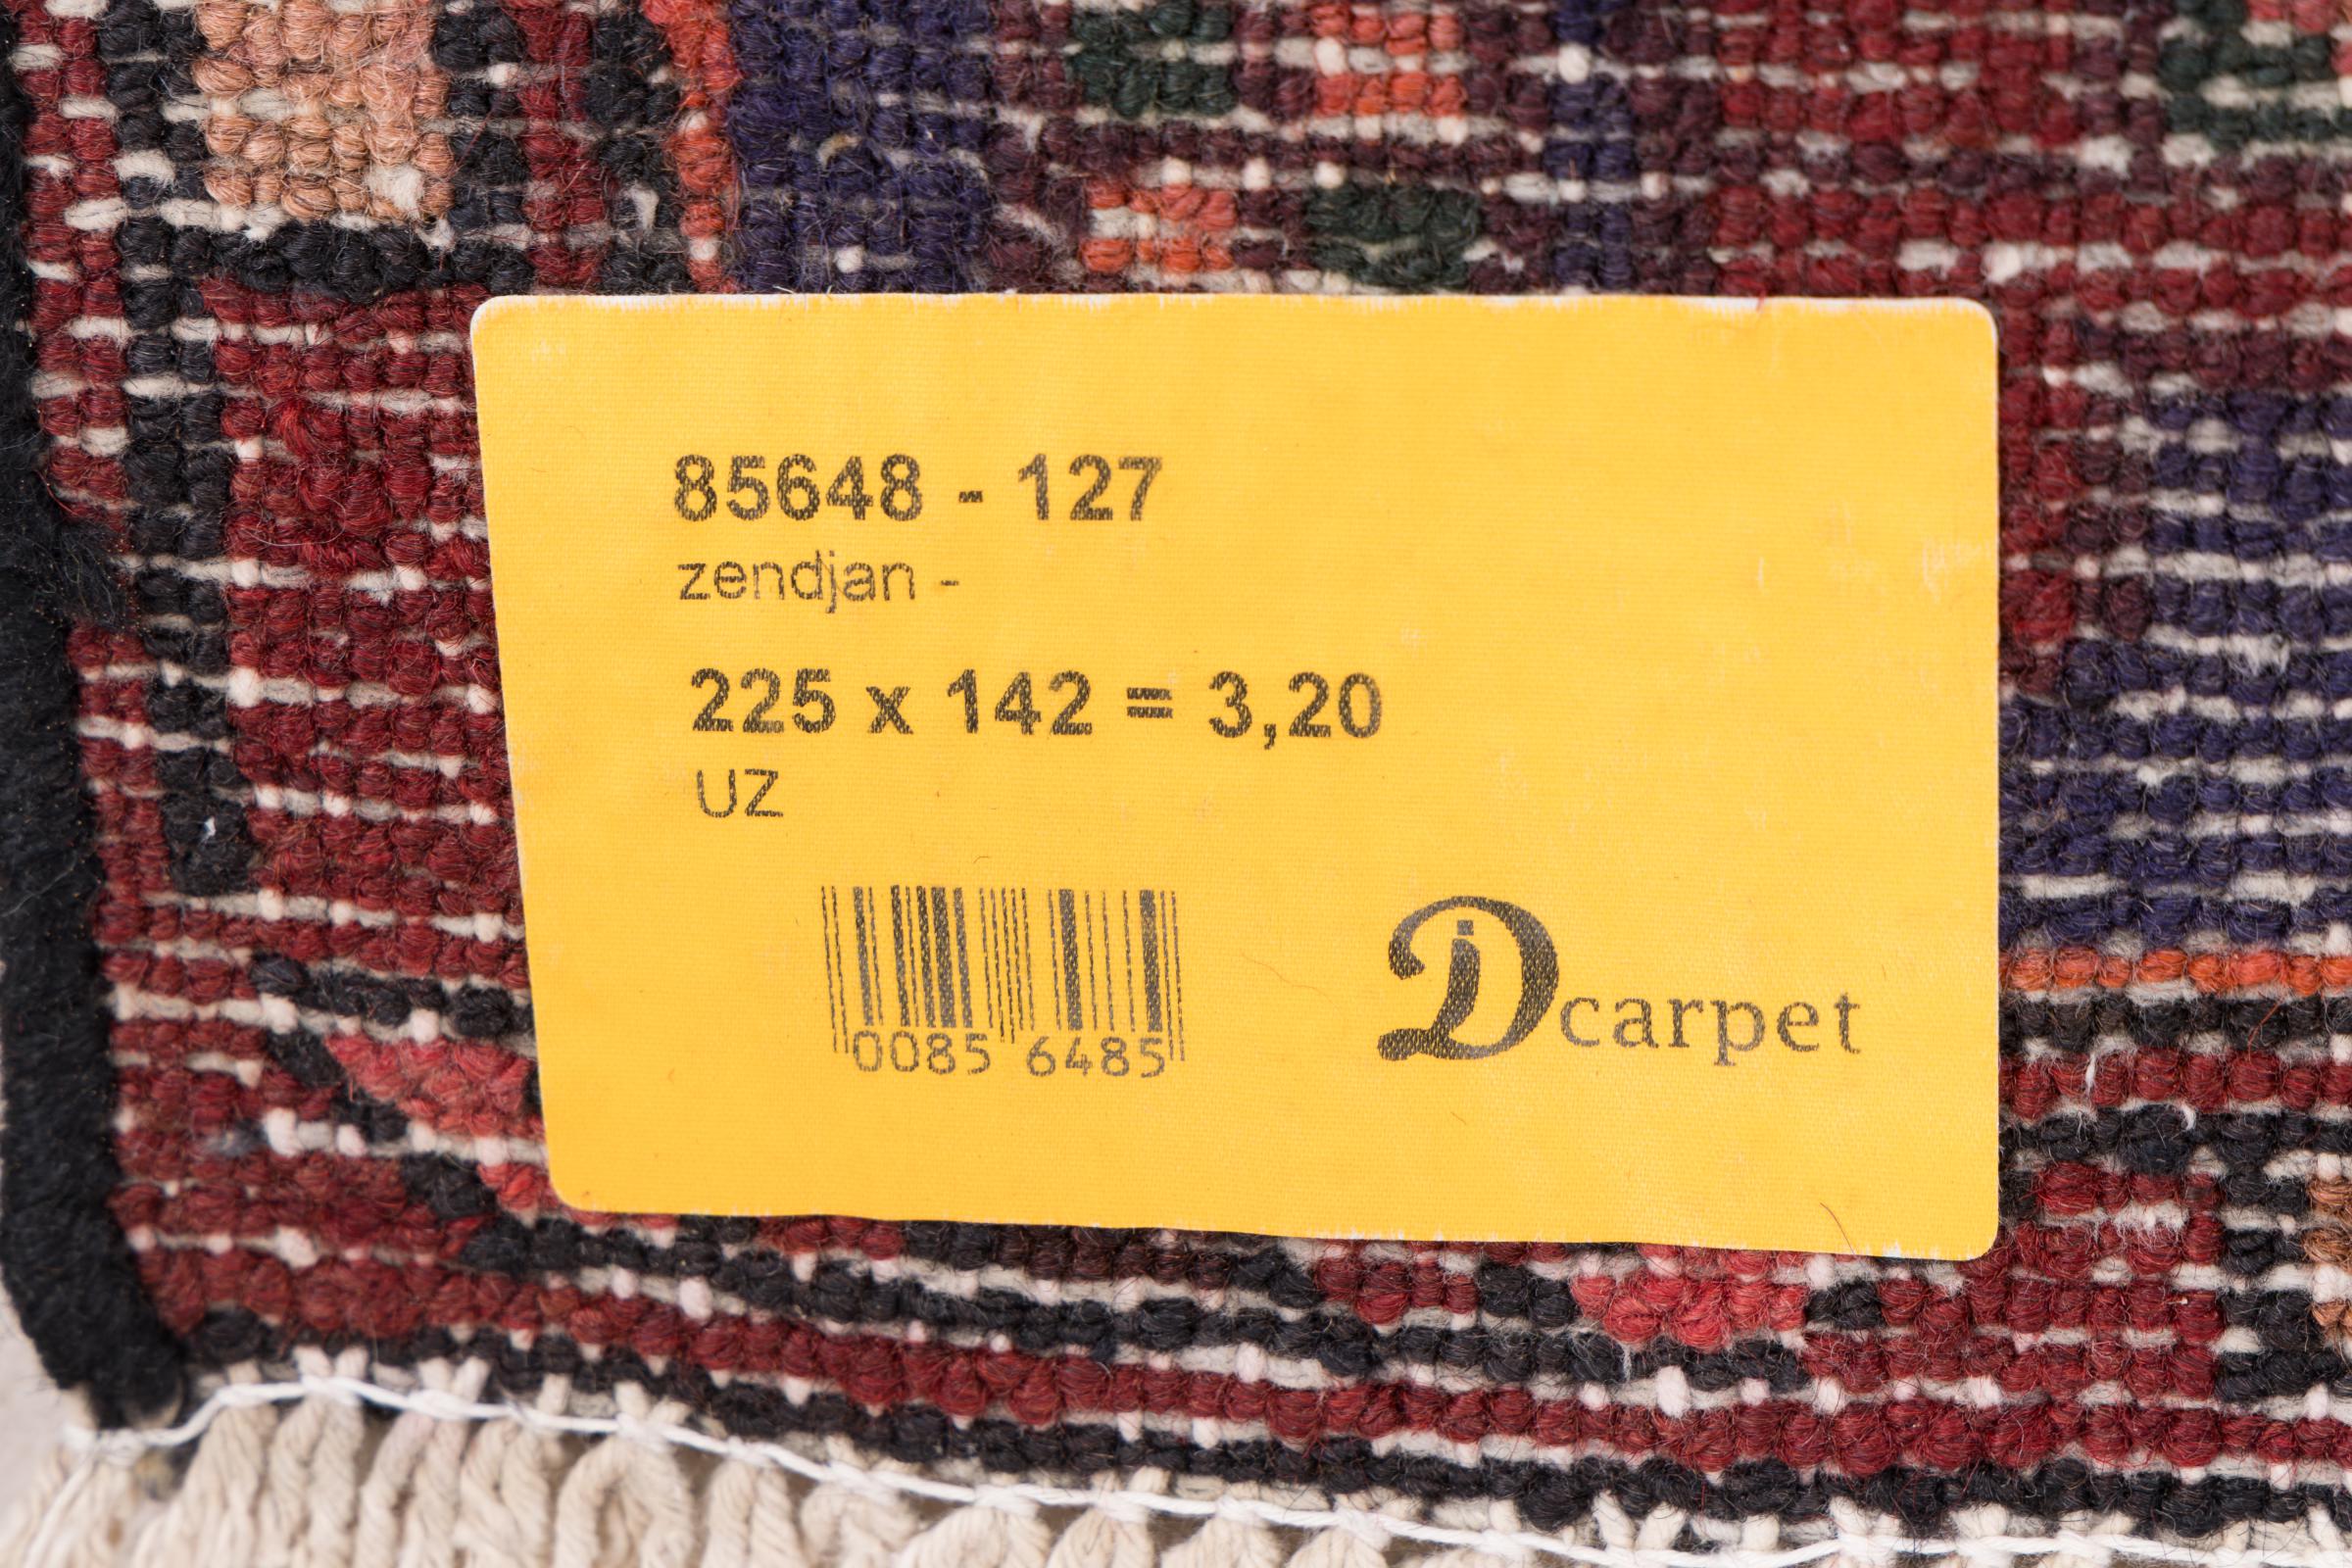 85648 - 127
zendjan -
225 x 142 = 3,20
UZ
0085 6485
Dcarpet